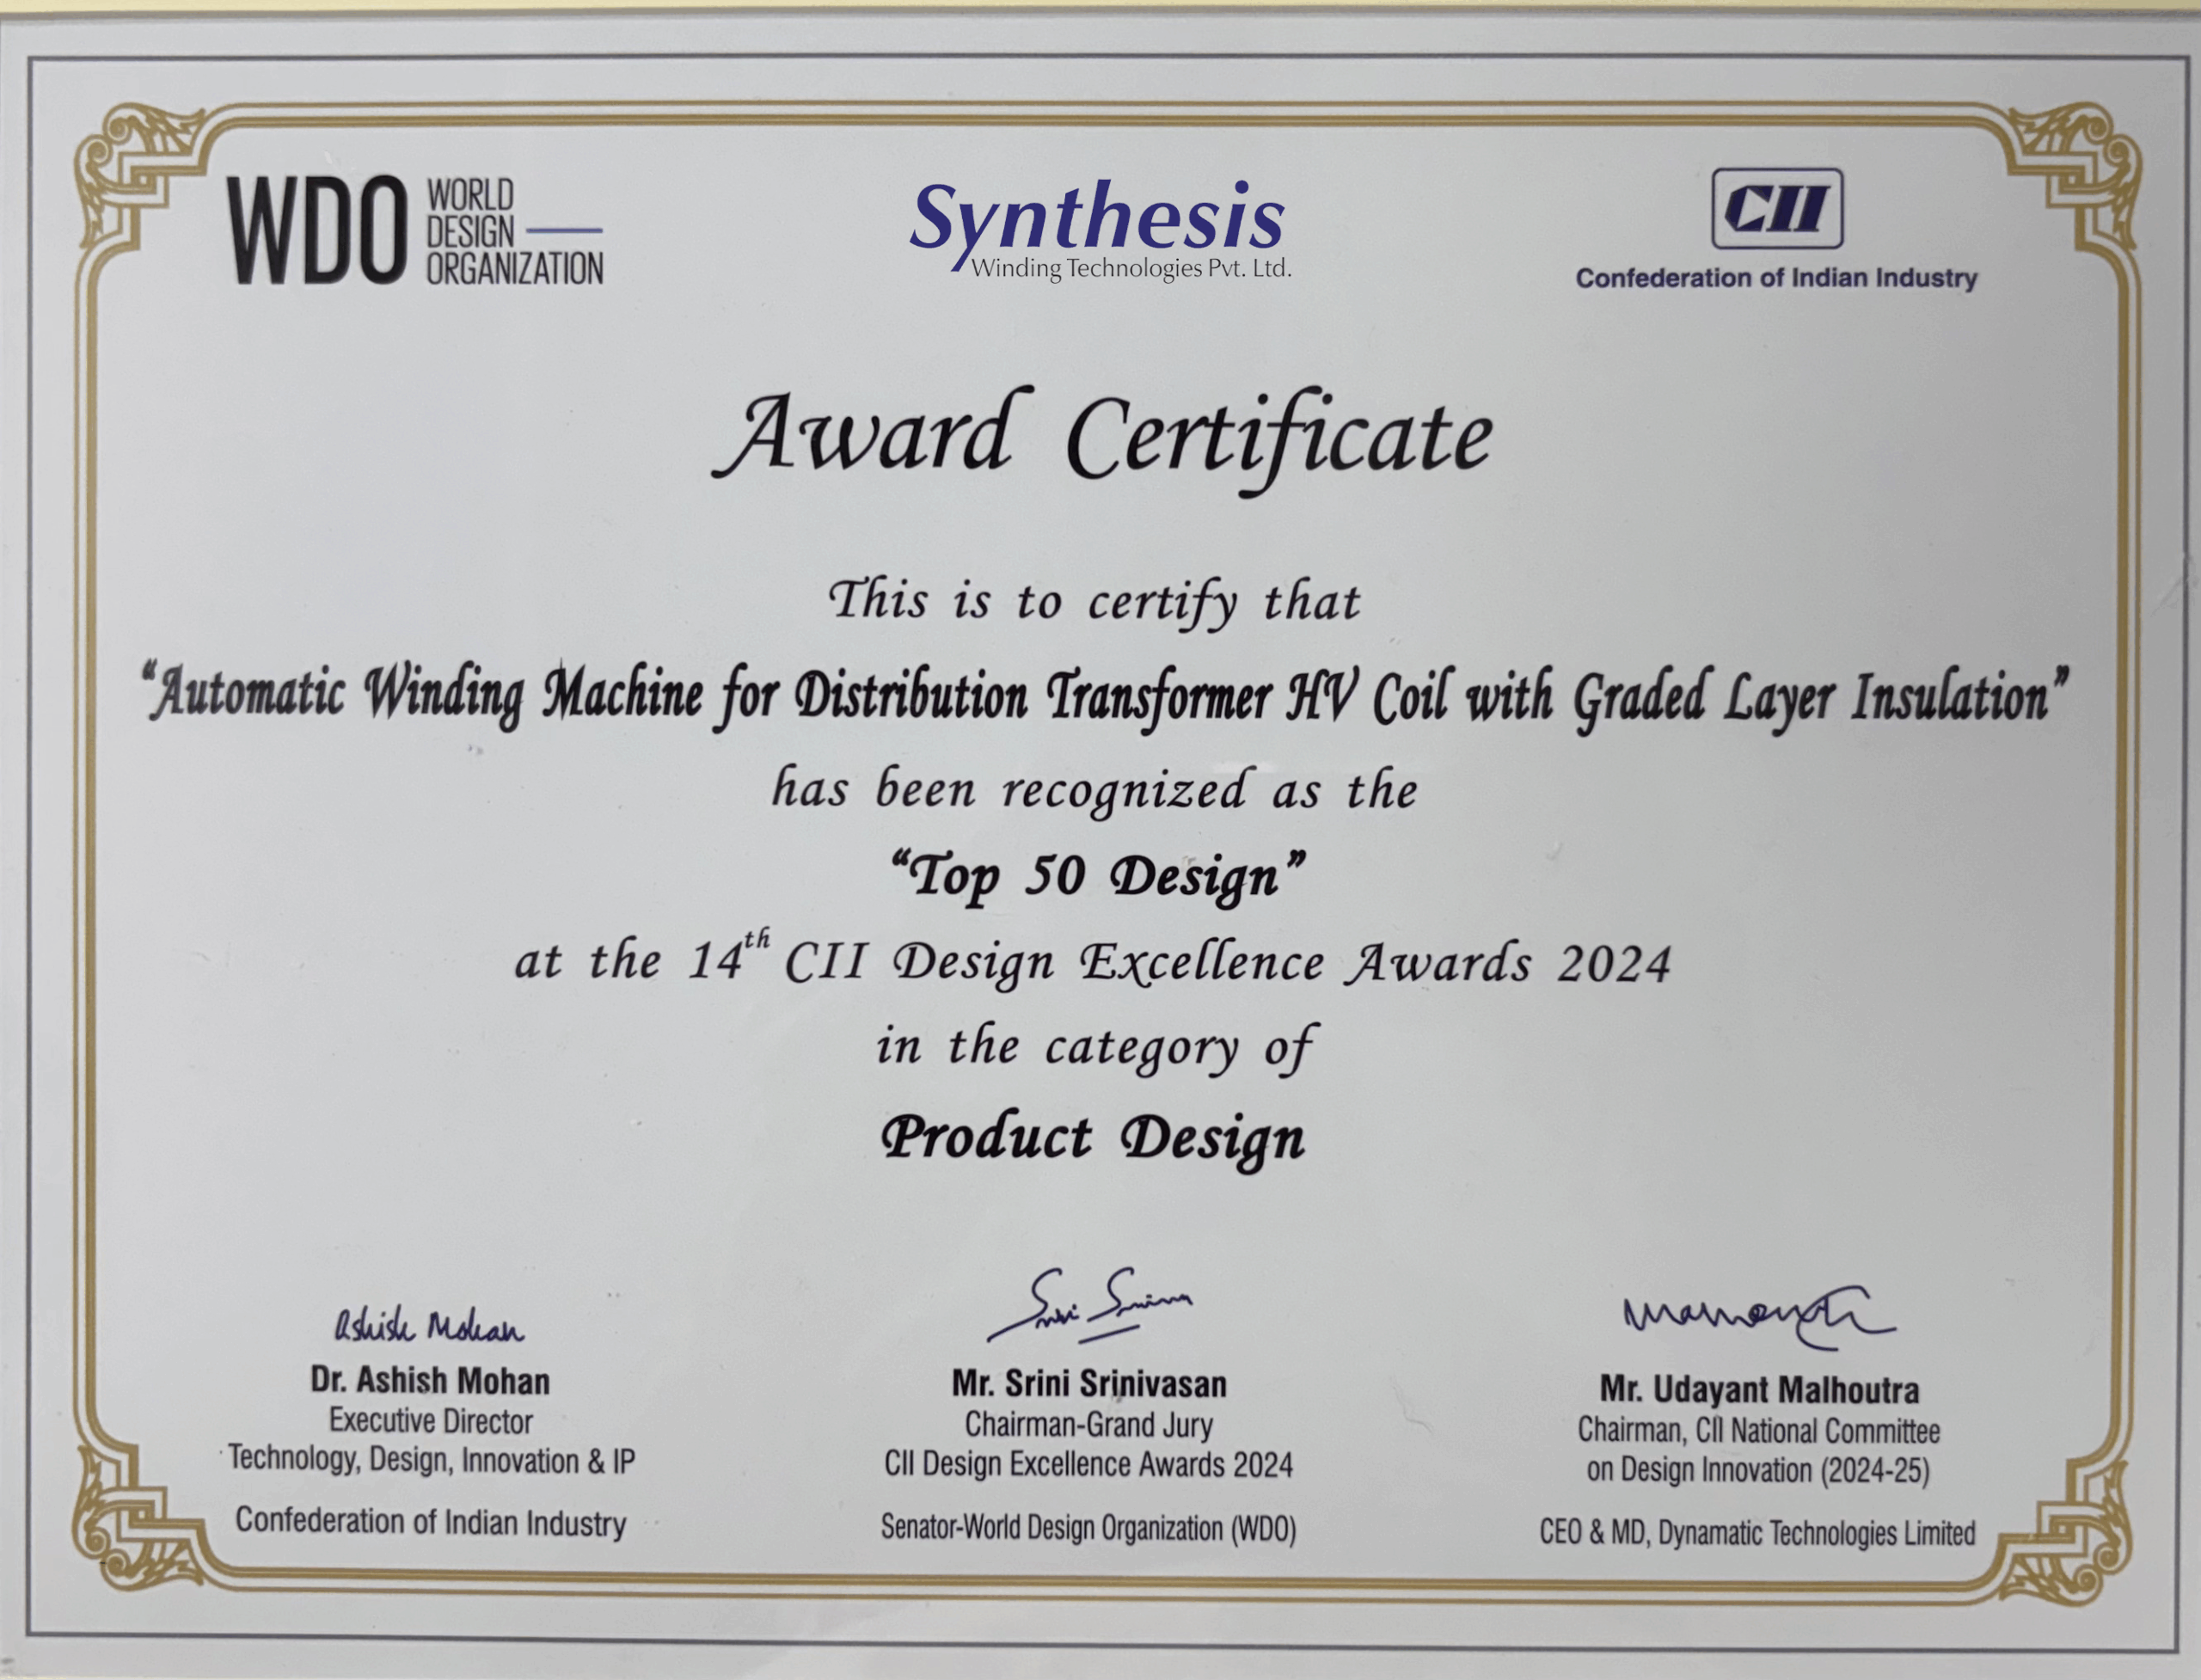 WDO WORLD
DESIGN
ORGANIZATION
Synthesis
Winding Technologies Pvt. Ltd.
CII
Confederation of Indian Industry
Award Certificate
This is to certify that
“Automatic Winding Machine for Distribution Transformer HV Coil with Graded Layer Insulation”
has been recognized as the
“Top 50 Design”
at the 14th CII Design Excellence Awards 2024
in the category of
Product Design
Ashish Mohan
Dr. Ashish Mohan
Executive Director
Technology, Design, Innovation & IP
Confederation of Indian Industry
Mr. Srini Srinivasan
Chairman-Grand Jury
CII Design Excellence Awards 2024
Senator-World Design Organization (WDO)
Mr. Udayant Malhoutra
Chairman, CII National Committee
on Design Innovation (2024-25)
CEO & MD, Dynamatic Technologies Limited